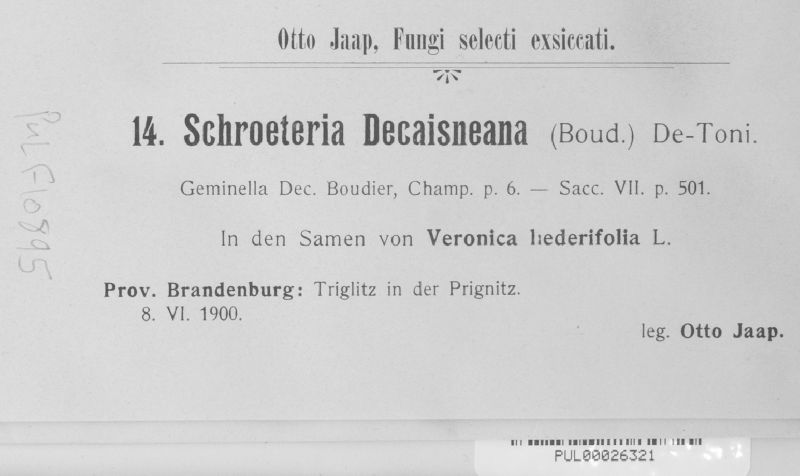 Otto Jaap, Fungi selecti exsiccati.
14. Schroeteria Decaisneana (Boud.) De-Toni.
Geminella Dec. Boudier, Champ. p. 6. — Sacc. VII. p. 501.
In den Samen von Veronica hederifolia L.
Prov. Brandenburg: Triglitz in der Prignitz.
8. VI. 1900.
leg. Otto Jaap.
PUL F10895
PUL00026321